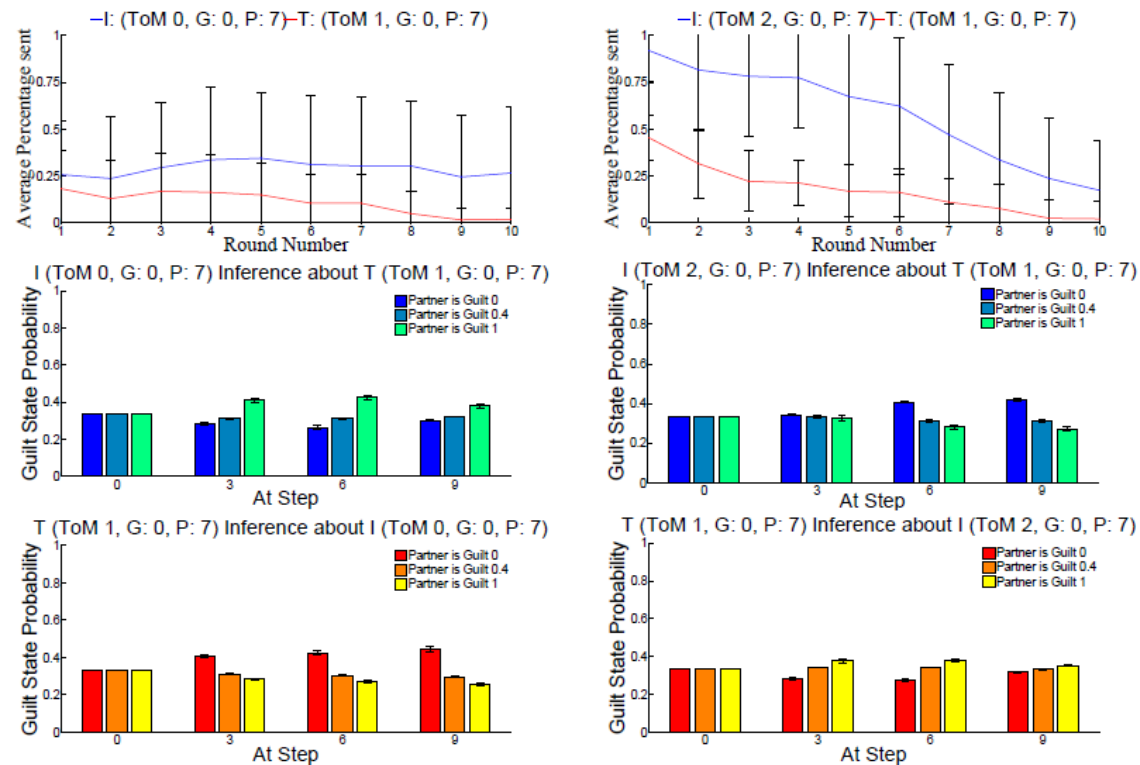 I: (ToM 0, G: 0, P: 7) T: (ToM 1, G: 0, P: 7)
Average Percentage sent
1
0.75
0.5
0.25
0
1 2 3 4 5 6 7 8 9 10
Round Number
I: (ToM 2, G: 0, P: 7) T: (ToM 1, G: 0, P: 7)
Average Percentage sent
1
0.75
0.5
0.25
0
1 2 3 4 5 6 7 8 9 10
Round Number
I (ToM 0, G: 0, P: 7) Inference about T (ToM 1, G: 0, P: 7)
Guilt State Probability
1
0.8
0.6
0.4
0.2
0
Partner is Guilt 0
Partner is Guilt 0.4
Partner is Guilt 1
0 3 6 9
At Step
I (ToM 2, G: 0, P: 7) Inference about T (ToM 1, G: 0, P: 7)
Guilt State Probability
1
0.8
0.6
0.4
0.2
0
Partner is Guilt 0
Partner is Guilt 0.4
Partner is Guilt 1
0 3 6 9
At Step
T (ToM 1, G: 0, P: 7) Inference about I (ToM 0, G: 0, P: 7)
Guilt State Probability
1
0.8
0.6
0.4
0.2
0
Partner is Guilt 0
Partner is Guilt 0.4
Partner is Guilt 1
0 3 6 9
At Step
T (ToM 1, G: 0, P: 7) Inference about I (ToM 2, G: 0, P: 7)
Guilt State Probability
1
0.8
0.6
0.4
0.2
0
Partner is Guilt 0
Partner is Guilt 0.4
Partner is Guilt 1
0 3 6 9
At Step